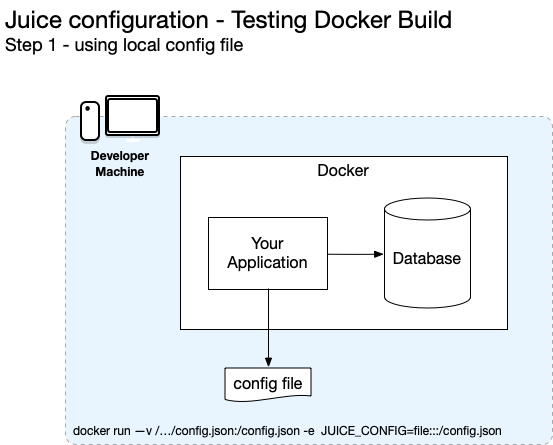 Juice configuration - Testing Docker Build
Step 1 - using local config file
Developer
Machine
Docker
Your
Application
Database
config file
docker run —v /…/config.json:/config.json -e JUICE_CONFIG=file:::/config.json